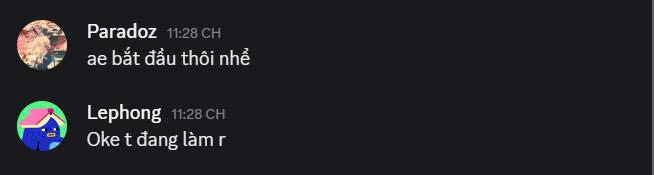 Paradoz 11:28 CH
ae bắt đầu thôi nhể
Lephong 11:28 CH
Oke t đang làm r